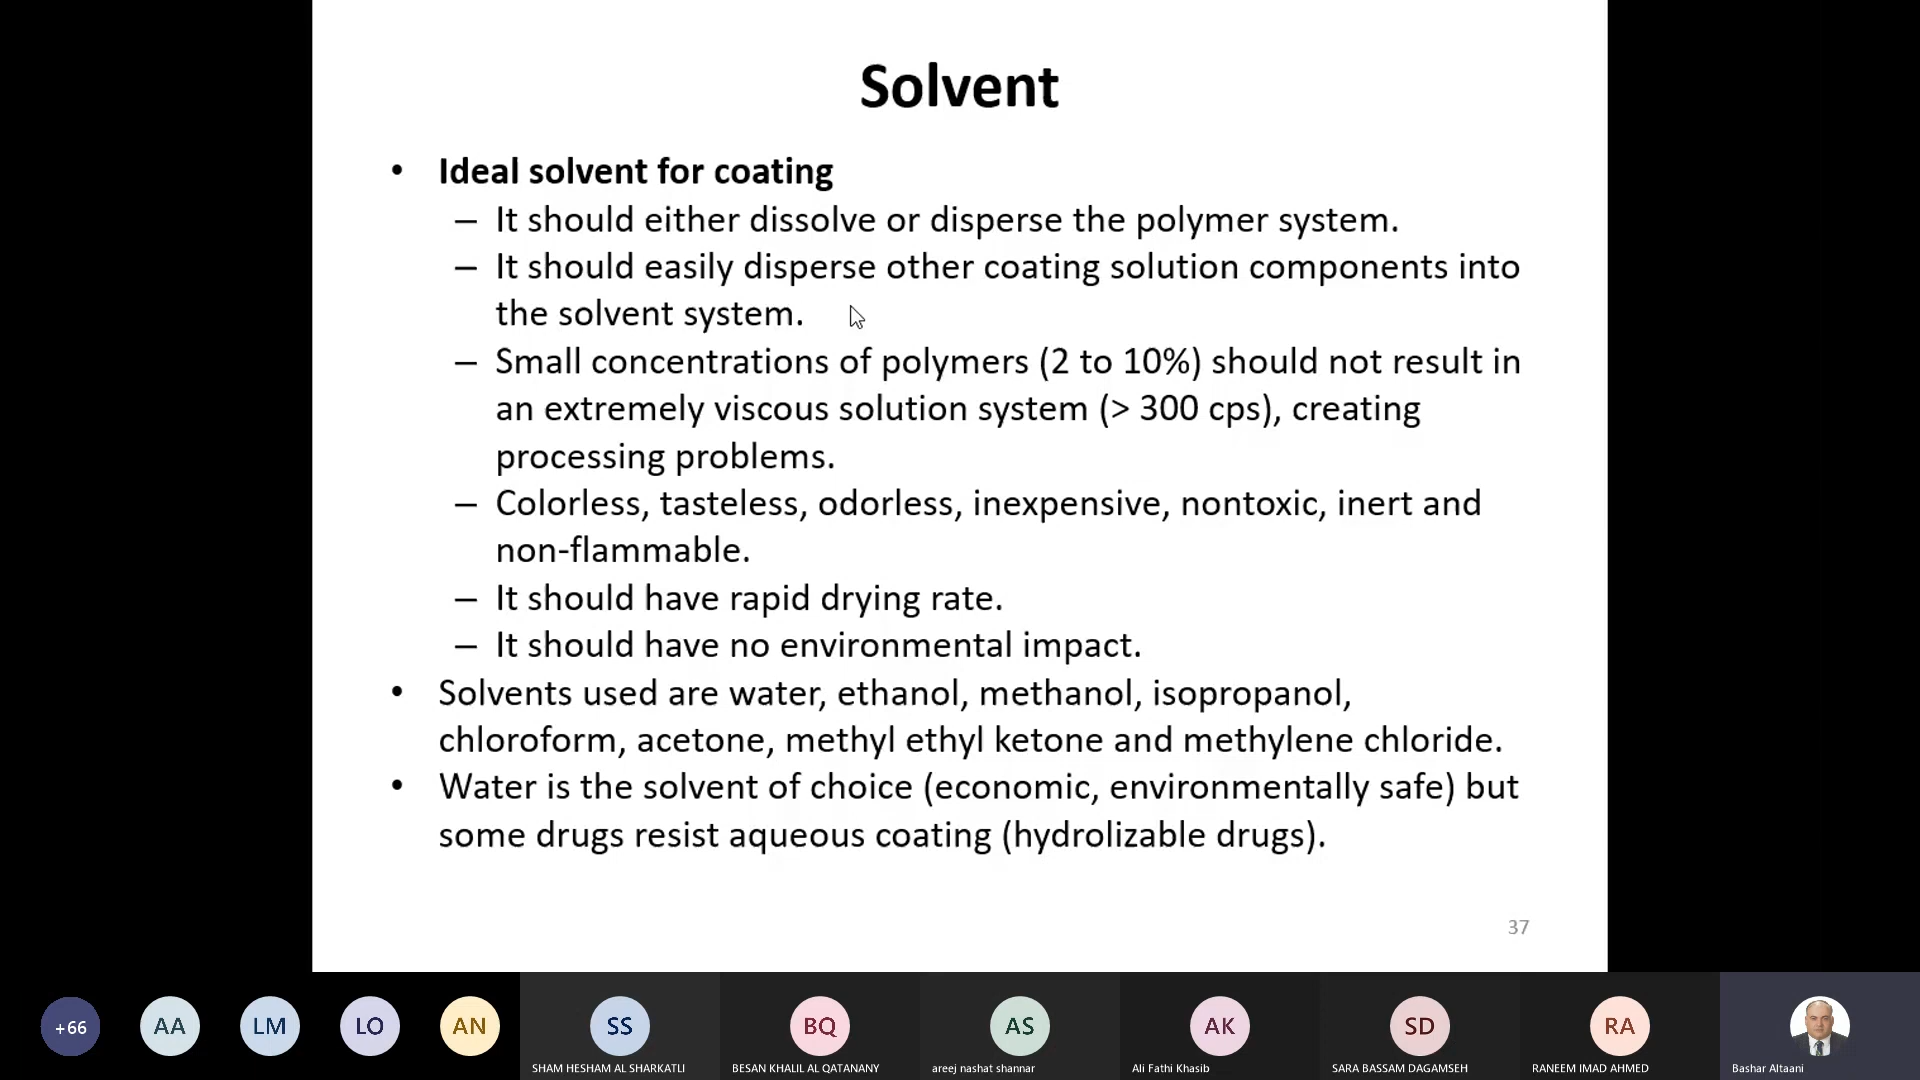 Solvent
• Ideal solvent for coating
– It should either dissolve or disperse the polymer system.
– It should easily disperse other coating solution components into
the solvent system.
– Small concentrations of polymers (2 to 10%) should not result in
an extremely viscous solution system (> 300 cps), creating
processing problems.
– Colorless, tasteless, odorless, inexpensive, nontoxic, inert and
non-flammable.
– It should have rapid drying rate.
– It should have no environmental impact.
• Solvents used are water, ethanol, methanol, isopropanol,
chloroform, acetone, methyl ethyl ketone and methylene chloride.
• Water is the solvent of choice (economic, environmentally safe) but
some drugs resist aqueous coating (hydrolizable drugs).
37
+66 AA LM LO AN SS BQ AS AK SD RA
SHAM HESHAM AL SHARKATLI BESAN KHALIL AL QATANANY areej nashat shannar Ali Fathi Khasib SARA BASSAM DAGAMSEH RANEEM IMAD AHMED Bashar Altaani